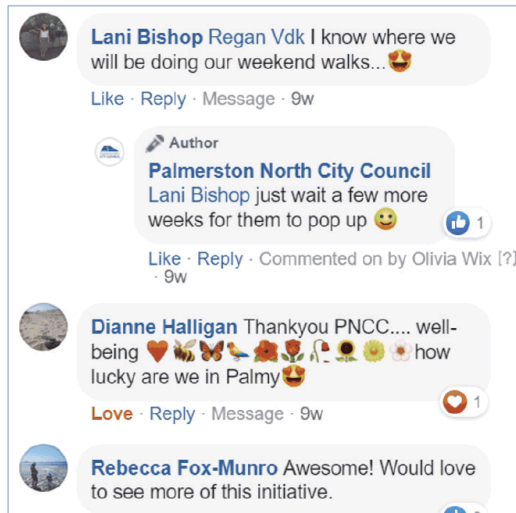 Lani Bishop Regan Vdk I know where we
will be doing our weekend walks...😍
Like · Reply · Message · 9w
Author
Palmerston North City Council
Lani Bishop just wait a few more
weeks for them to pop up 🙂
1
Like · Reply · Commented on by Olivia Wix [?]
· 9w
Dianne Halligan Thankyou PNCC.... well-
being ❤️🐝🦋🦜🌺🌹🥀🌻🌼🌸how
lucky are we in Palmy😍
1
Love · Reply · Message · 9w
Rebecca Fox-Munro Awesome! Would love
to see more of this initiative.